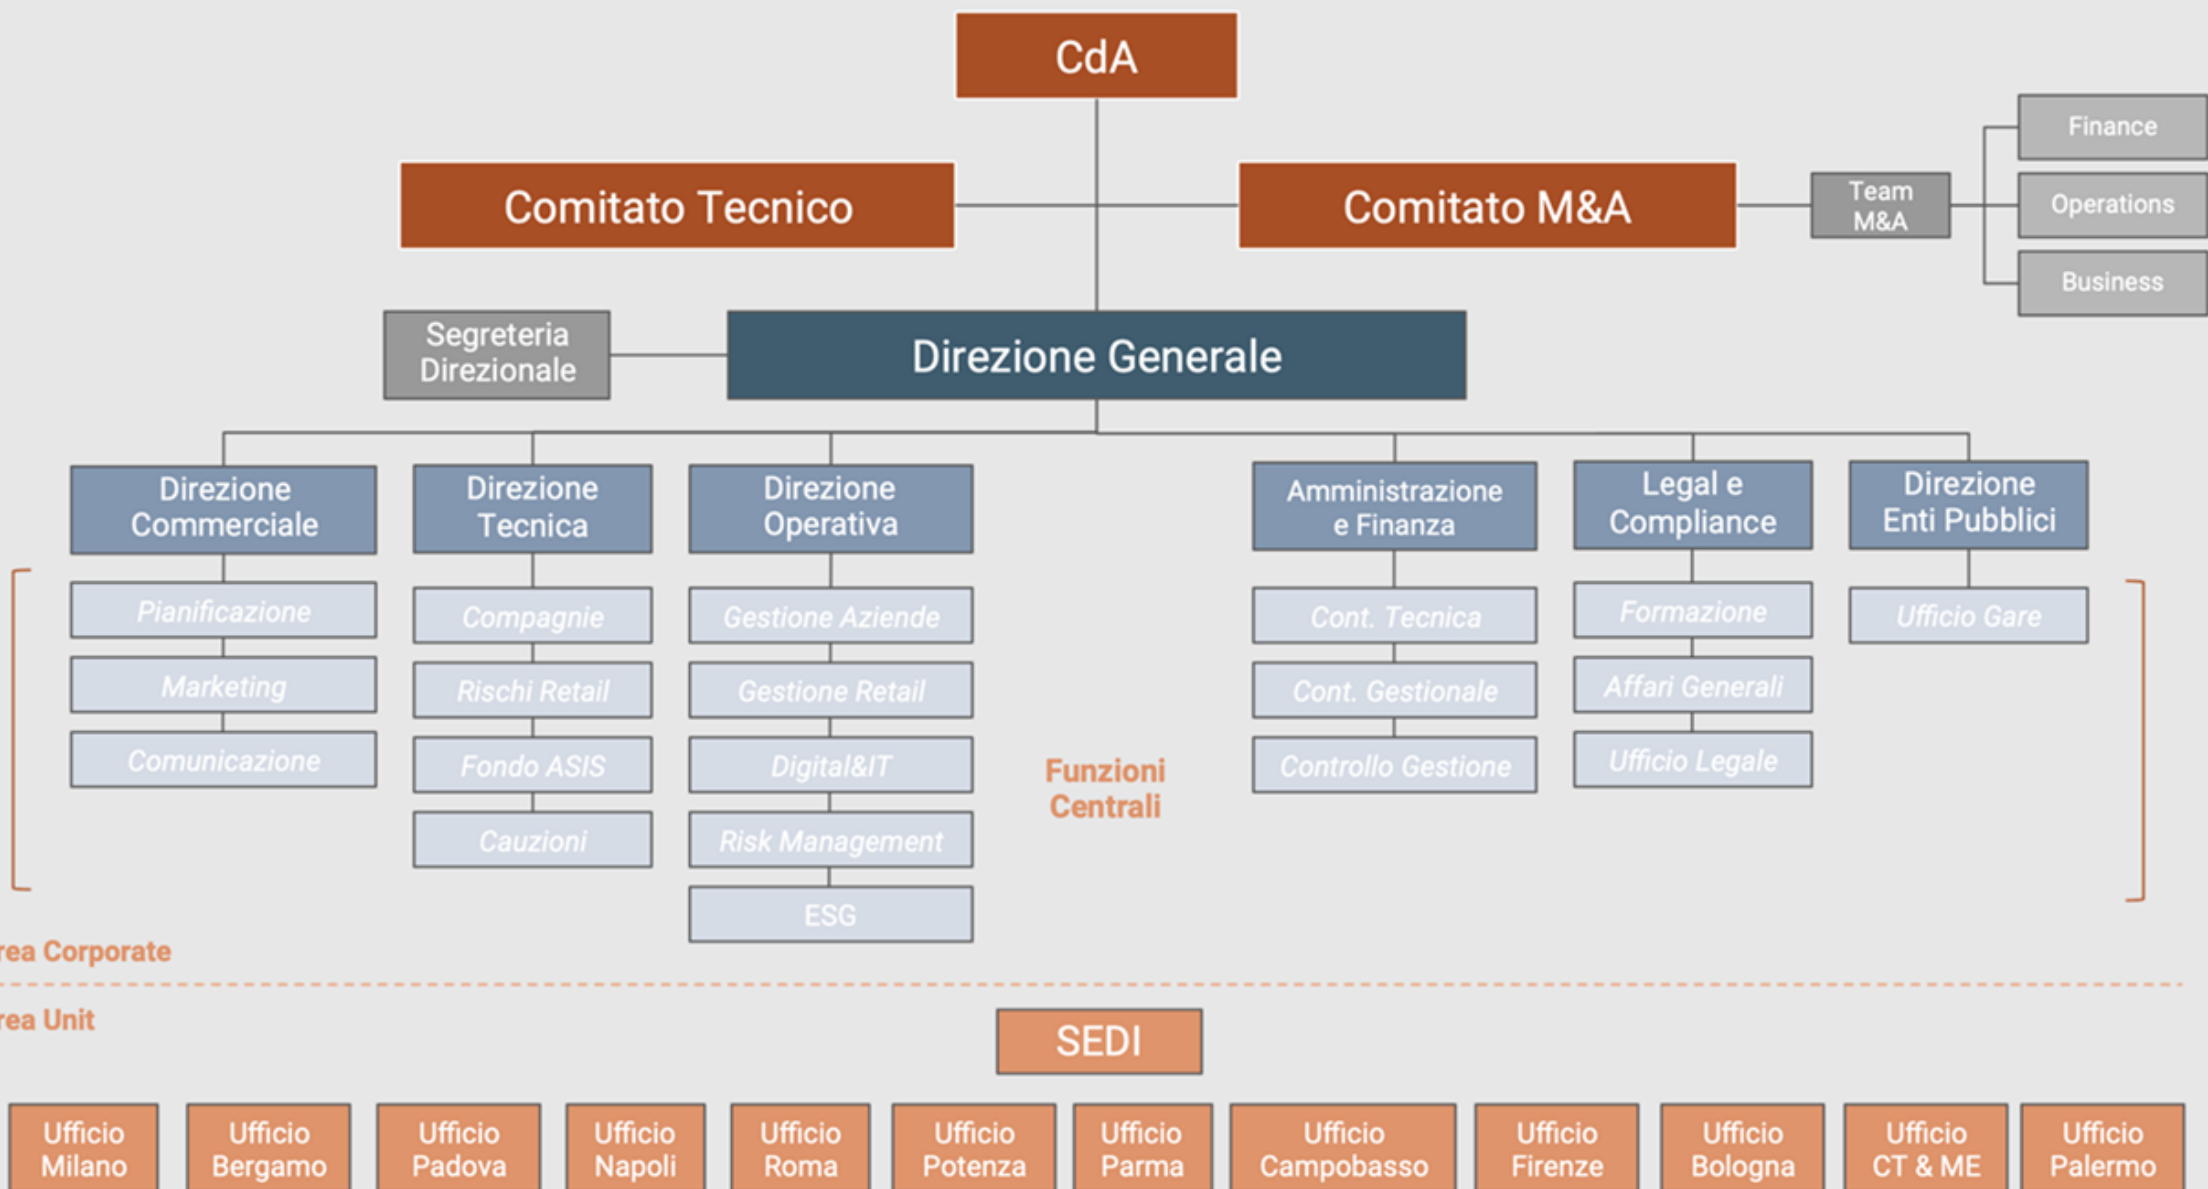 CdA
Comitato Tecnico
Comitato M&A
Team
M&A
Finance
Operations
Business
Segreteria
Direzionale
Direzione Generale
Direzione
Commerciale
Pianificazione
Marketing
Comunicazione
Direzione
Tecnica
Compagnie
Rischi Retail
Fondo ASIS
Cauzioni
Direzione
Operativa
Gestione Aziende
Gestione Retail
Digital&IT
Risk Management
ESG
Funzioni
Centrali
Amministrazione
e Finanza
Cont. Tecnica
Cont. Gestionale
Controllo Gestione
Legal e
Compliance
Formazione
Affari Generali
Ufficio Legale
Direzione
Enti Pubblici
Ufficio Gare
rea Corporate
rea Unit
SEDI
Ufficio
Milano
Ufficio
Bergamo
Ufficio
Padova
Ufficio
Napoli
Ufficio
Roma
Ufficio
Potenza
Ufficio
Parma
Ufficio
Campobasso
Ufficio
Firenze
Ufficio
Bologna
Ufficio
CT & ME
Ufficio
Palermo